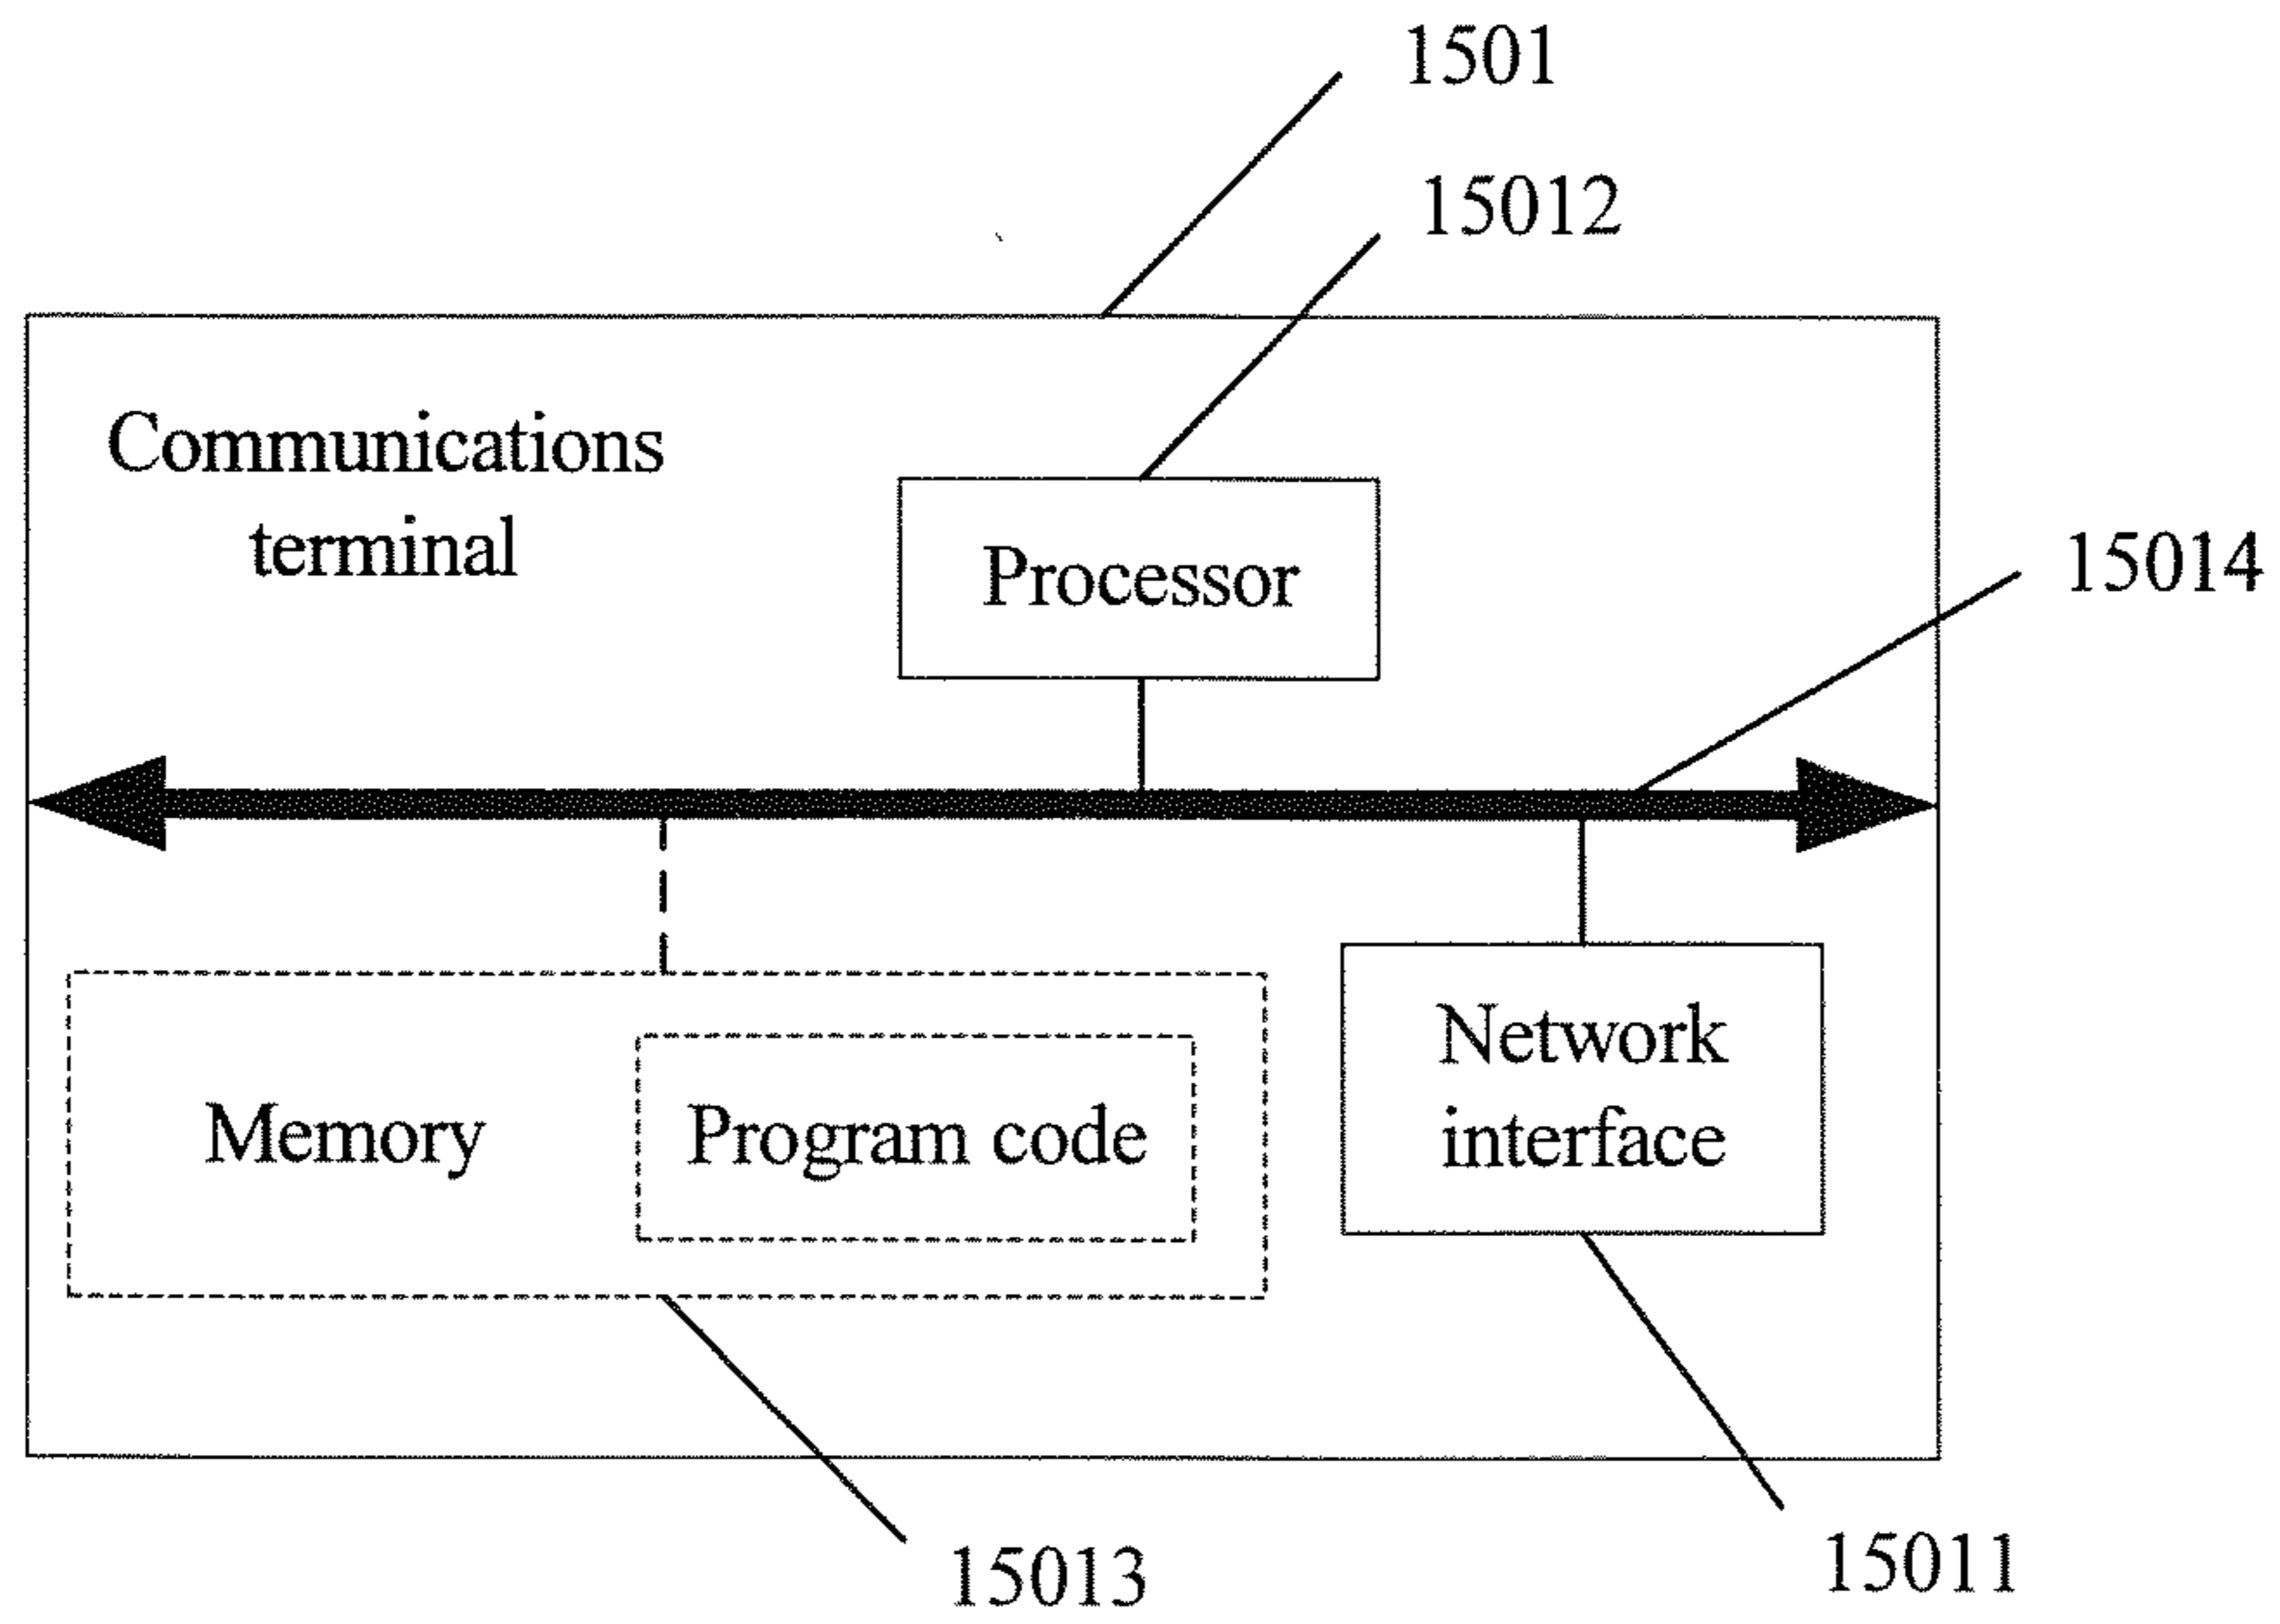 1501
15012
Communications
terminal
Processor
15014
Memory
Program code
Network
interface
15013
15011